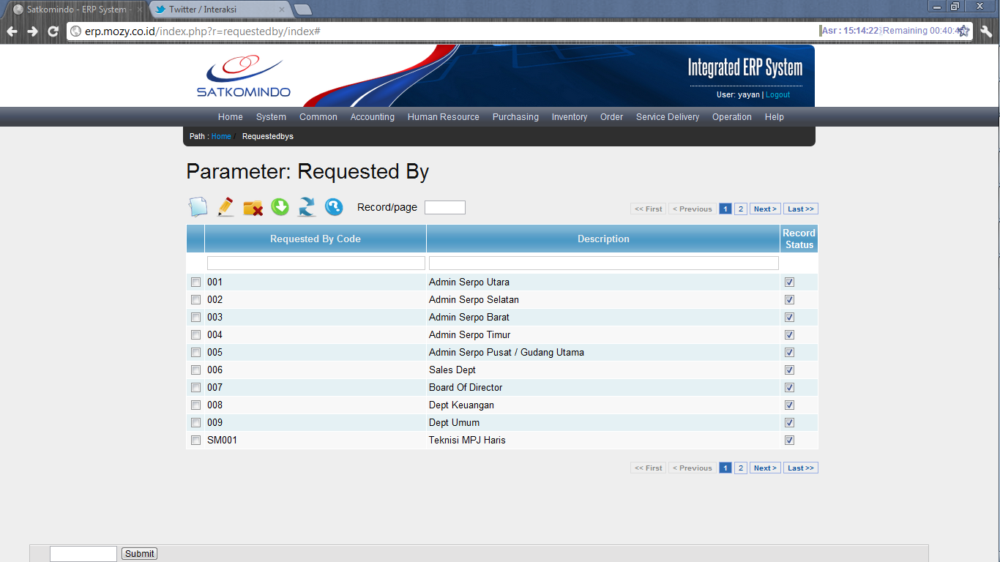 Satkomindo - ERP System -
Twitter / Interaksi
erp.mozy.co.id/index.php?r=requestedby/index#
Asr : 15:14:22 Remaining 00:40:
SATKOMINDO
Integrated ERP System
User: yayan | Logout
Home System Common Accounting Human Resource Purchasing Inventory Order Service Delivery Operation Help
Path : Home / Requestedbys
Parameter: Requested By
Record/page
<< First < Previous 1 2 Next > Last >>
Requested By Code Description Record Status
001 Admin Serpo Utara
002 Admin Serpo Selatan
003 Admin Serpo Barat
004 Admin Serpo Timur
005 Admin Serpo Pusat / Gudang Utama
006 Sales Dept
007 Board Of Director
008 Dept Keuangan
009 Dept Umum
SM001 Teknisi MPJ Haris
<< First < Previous 1 2 Next > Last >>
Submit